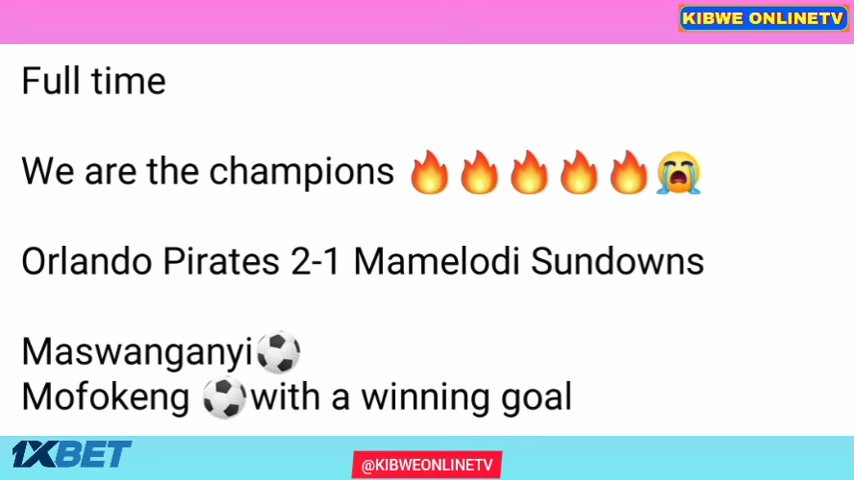 KIBWE ONLINETV
Full time
We are the champions 🔥🔥🔥🔥🔥😭
Orlando Pirates 2-1 Mamelodi Sundowns
Maswanganyi⚽
Mofokeng ⚽with a winning goal
1XBET
@KIBWEONLINETV